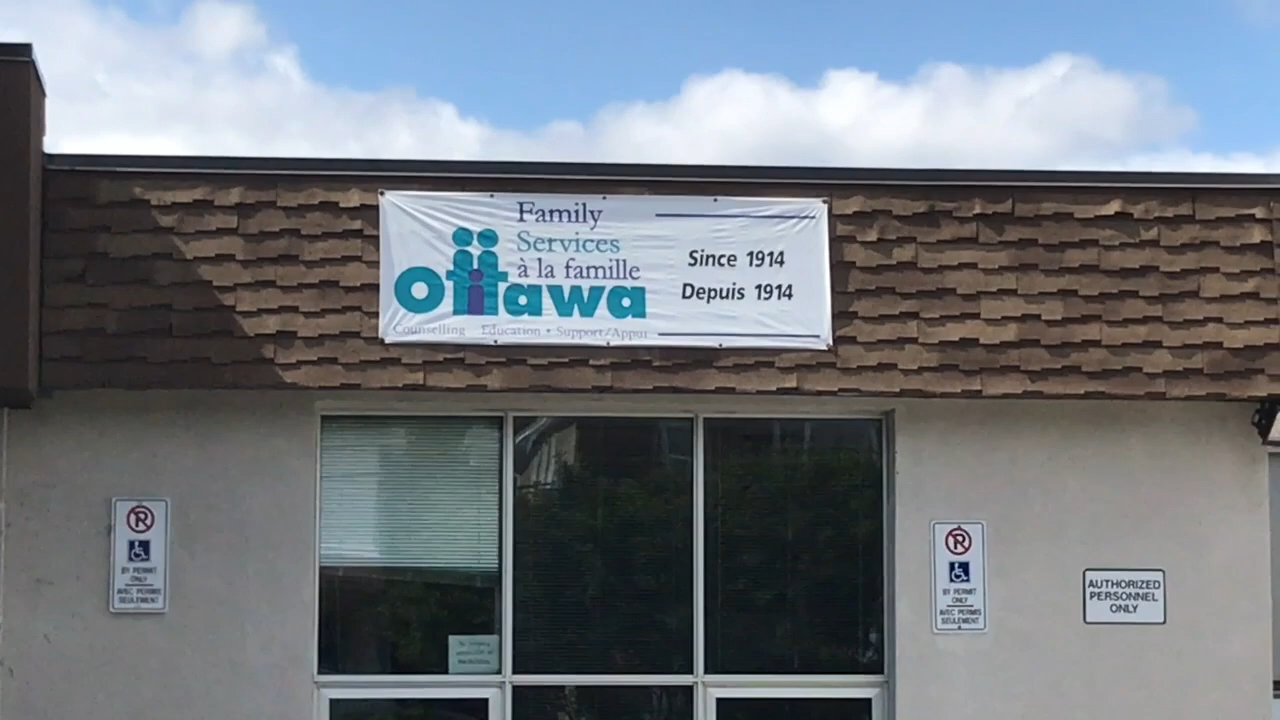 Family
Services
à la famille
ottawa
Counselling Education • Support/Appui
Since 1914
Depuis 1914
P
BY PERMIT
ONLY
AVEC PERMIS
SEULEMENT
P
BY PERMIT
ONLY
AVEC PERMIS
SEULEMENT
AUTHORIZED
PERSONNEL
ONLY